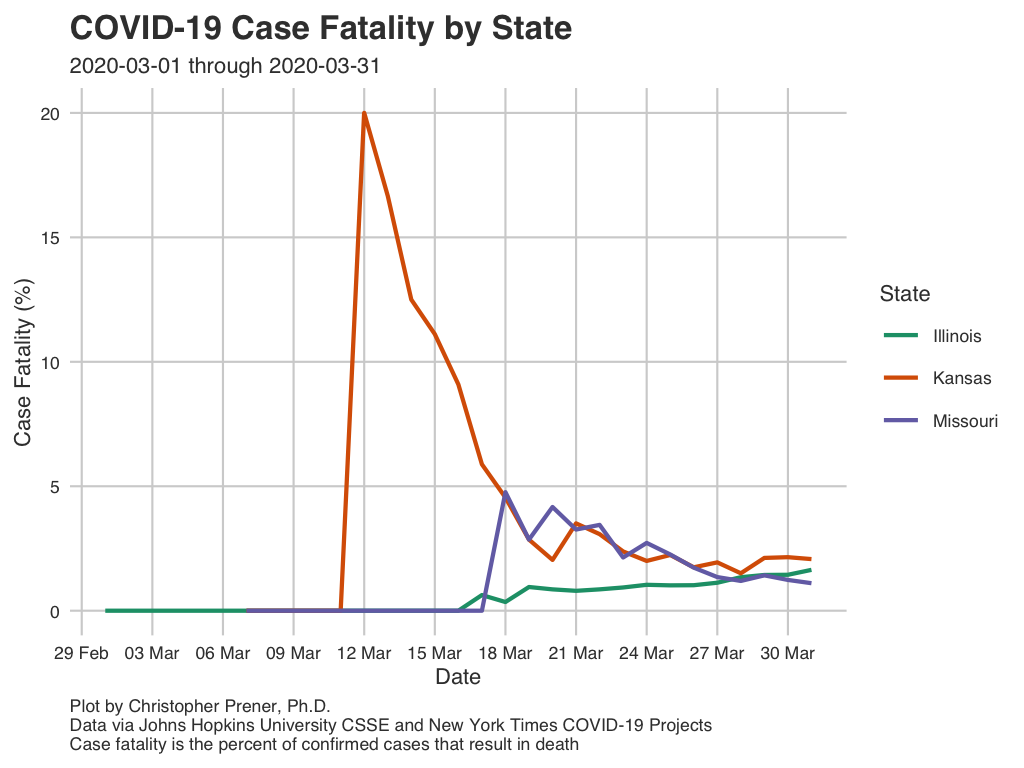 COVID-19 Case Fatality by State
2020-03-01 through 2020-03-31
Case Fatality (%)
20
15
10
5
0
29 Feb
03 Mar
06 Mar
09 Mar
12 Mar
15 Mar
18 Mar
21 Mar
24 Mar
27 Mar
30 Mar
Date
State
Illinois
Kansas
Missouri
Plot by Christopher Prener, Ph.D.
Data via Johns Hopkins University CSSE and New York Times COVID-19 Projects
Case fatality is the percent of confirmed cases that result in death